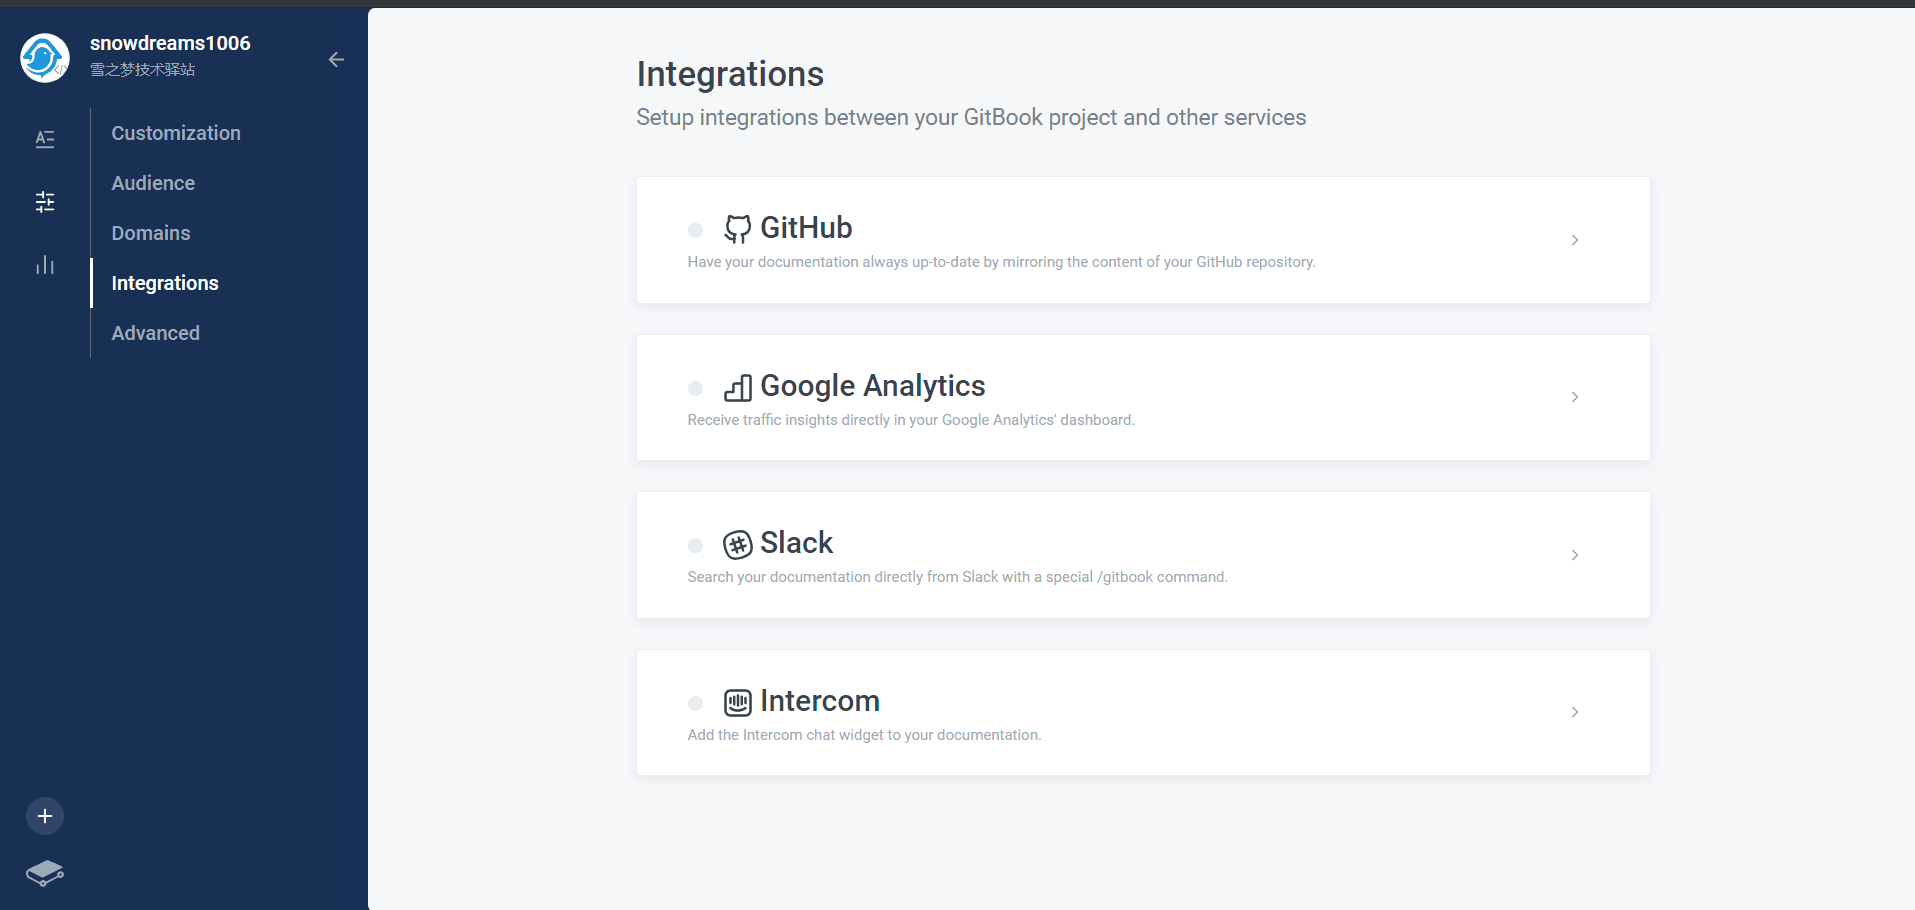 snowdreams1006
雪之梦技术驿站
Customization
Audience
Domains
Integrations
Advanced
Integrations
Setup integrations between your GitBook project and other services
GitHub
Have your documentation always up-to-date by mirroring the content of your GitHub repository.
Google Analytics
Receive traffic insights directly in your Google Analytics' dashboard.
Slack
Search your documentation directly from Slack with a special /gitbook command.
Intercom
Add the Intercom chat widget to your documentation.